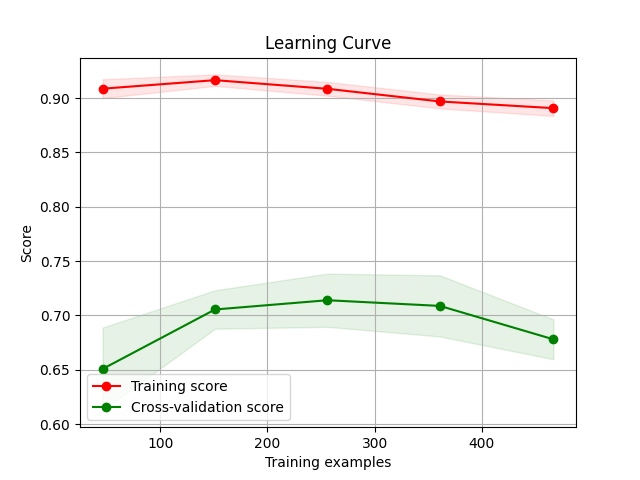 Learning Curve
0.90
0.85
0.80
0.75
0.70
0.65
0.60
Score
Training score
Cross-validation score
100
200
300
400
Training examples